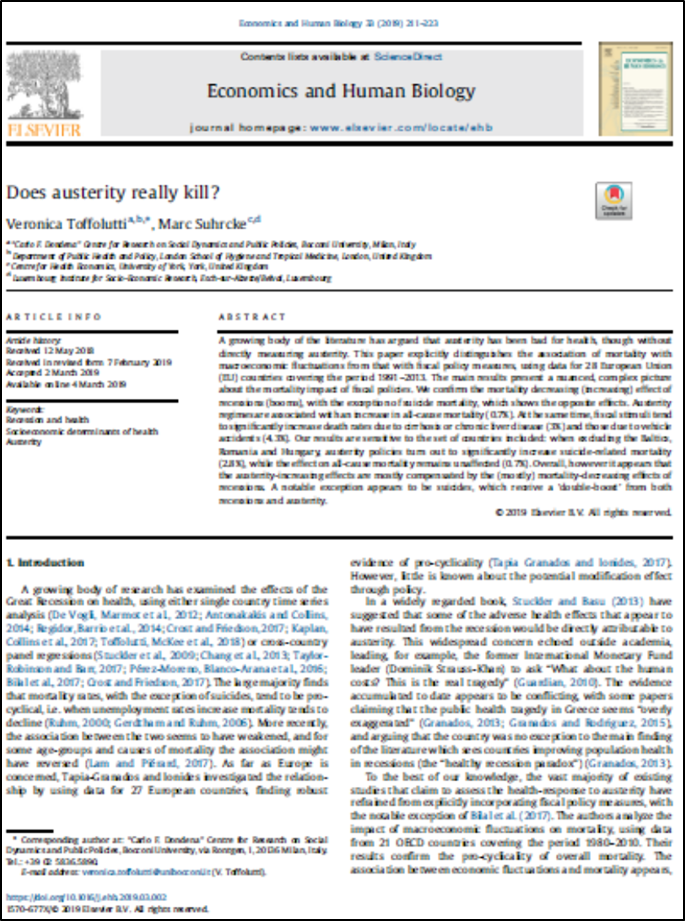 Economics and Human Biology 33 (2019) 211–223
Contents lists available at ScienceDirect
Economics and Human Biology
journal homepage: www.elsevier.com/locate/ehb
ELSEVIER
Does austerity really kill?
Check for
updates
Veronica Toffolutti a,b,*, Marc Suhrcke c,d
a "Carlo F. Dondena" Centre for Research on Social Dynamics and Public Policies, Bocconi University, Milan, Italy
b Department of Public Health and Policy, London School of Hygiene and Tropical Medicine, London, United Kingdom
c Centre for Health Economics, University of York, York, United Kingdom
d Luxembourg Institute for Socio-Economic Research, Esch-sur-Alzette/Belval, Luxembourg
ARTICLE INFO
Article history:
Received 12 May 2018
Received in revised form 7 February 2019
Accepted 2 March 2019
Available online 4 March 2019
Keywords:
Recession and health
Socioeconomic determinants of health
Austerity
ABSTRACT
A growing body of the literature has argued that austerity has been bad for health, though without
directly measuring austerity. This paper explicitly distinguishes the association of mortality with
macroeconomic fluctuations from that with fiscal policy measures, using data for 28 European Union
(EU) countries covering the period 1991–2013. The main results present a nuanced, complex picture
about the mortality impact of fiscal policies. We confirm the mortality decreasing (increasing) effect of
recessions (booms), with the exception of suicide mortality, which shows the opposite effects. Austerity
regimes are associated with an increase in all-cause mortality (0.7%). At the same time, fiscal stimuli tend
to significantly increase death rates due to cirrhosis or chronic liver disease (3%) and those due to vehicle
accidents (4.3%). Our results are sensitive to the set of countries included: when excluding the Baltics,
Romania and Hungary, austerity policies turn out to significantly increase suicide-related mortality
(2.8%), while the effect on all-cause mortality remains unaffected (0.7%). Overall, however it appears that
the austerity-increasing effects are mostly compensated by the (mostly) mortality-decreasing effects of
recessions. A notable exception appears to be suicides, which receive a 'double-boost' from both
recessions and austerity.
© 2019 Elsevier B.V. All rights reserved.
1. Introduction
A growing body of research has examined the effects of the
Great Recession on health, using either single country time series
analysis (De Vogli, Marmot et al., 2012; Antonakakis and Collins,
2014; Regidor, Barrio et al., 2014; Crost and Friedson, 2017; Kaplan,
Collins et al., 2017; Toffolutti, McKee et al., 2018) or cross-country
panel regressions (Stuckler et al., 2009; Chang et al., 2013; Taylor-
Robinson and Barr, 2017; Pérez-Moreno, Blanco-Arana et al., 2016;
Bilal et al., 2017; Crost and Friedson, 2017). The large majority finds
that mortality rates, with the exception of suicides, tend to be pro-
cyclical, i.e. when unemployment rates increase mortality tends to
decline (Ruhm, 2000; Gerdtham and Ruhm, 2006). More recently,
the association between the two seems to have weakened, and for
some age-groups and causes of mortality the association might
have reversed (Lam and Piérard, 2017). As far as Europe is
concerned, Tapia-Granados and Ionides investigated the relation-
ship by using data for 27 European countries, finding robust
* Corresponding author at: "Carlo F. Dondena" Centre for Research on Social
Dynamics and Public Policies, Bocconi University, via Rontgen, 1, 20136 Milan, Italy.
Tel.: +39 02 5836.5890.
E-mail address: veronica.toffolutti@unibocconi.it (V. Toffolutti).
evidence of pro-cyclicality (Tapia Granados and Ionides, 2017).
However, little is known about the potential modification effect
through policy.
In a widely regarded book, Stuckler and Basu (2013) have
suggested that some of the adverse health effects that appear to
have resulted from the recession would be directly attributable to
austerity. This widespread concern echoed outside academia,
leading, for example, the former International Monetary Fund
leader (Dominik Strauss-Khan) to ask "What about the human
costs? This is the real tragedy" (Guardian, 2010). The evidence
accumulated to date appears to be conflicting, with some papers
claiming that the public health tragedy in Greece seems "overly
exaggerated" (Granados, 2013; Granados and Rodriguez, 2015),
and arguing that the country was no exception to the main finding
of the literature which sees countries improving population health
in recessions (the "healthy recession paradox") (Granados, 2013).
To the best of our knowledge, the vast majority of existing
studies that claim to assess the health-response to austerity have
refrained from explicitly incorporating fiscal policy measures, with
the notable exception of Bilal et al. (2017). The authors analyze the
impact of macroeconomic fluctuations on mortality, using data
from 21 OECD countries covering the period 1980–2010. Their
results confirm the pro-cyclicality of overall mortality. The
association between economic fluctuations and mortality appears,
https://doi.org/10.1016/j.ehb.2019.03.002
1570-677X/© 2019 Elsevier B.V. All rights reserved.